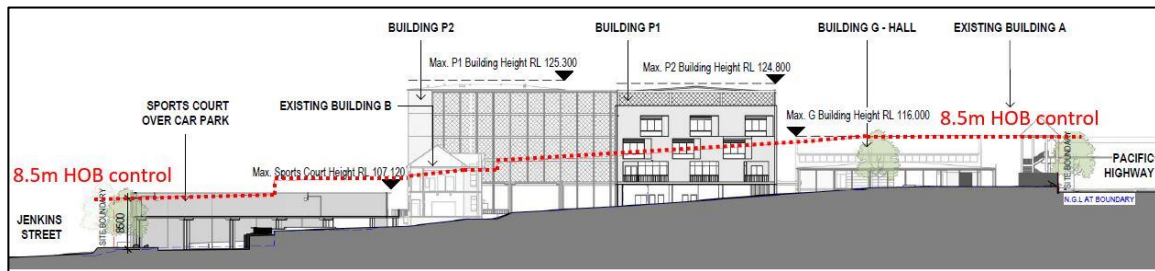 BUILDING P2
BUILDING P1
BUILDING G - HALL
EXISTING BUILDING A
Max. P1 Building Height RL 125.300
Max. P2 Building Height RL 124.800
SPORTS COURT
OVER CAR PARK
EXISTING BUILDING B
Max. G Building Height RL 116.000
8.5m HOB control
8.5m HOB control
Max. Sports Court Height RL 107.120
SITE BOUNDARY
PACIFIC
HIGHWAY
JENKINS
STREET
SITE BOUNDARY
8500
N.G.L AT BOUNDARY